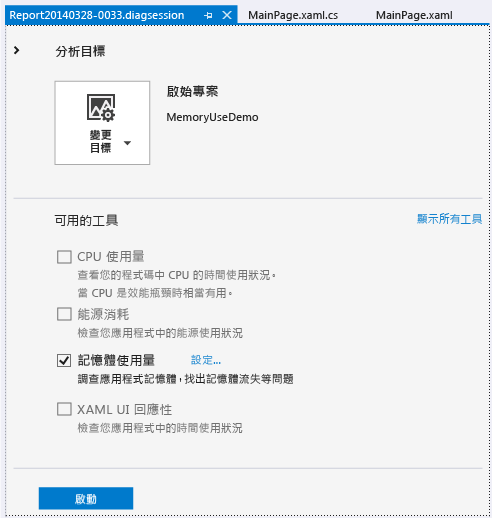 Report20140328-0033.diagsession MainPage.xaml.cs MainPage.xaml
分析目標
啟始專案
MemoryUseDemo
變更
目標
可用的工具 顯示所有工具
CPU 使用量
查看您的程式碼中 CPU 的時間使用狀況。
當 CPU 是效能瓶頸時相當有用。
能源消耗
檢查您應用程式中的能源使用狀況
記憶體使用量 設定...
調查應用程式記憶體，找出記憶體流失等問題
XAML UI 回應性
檢查您應用程式中的時間使用狀況
啟動